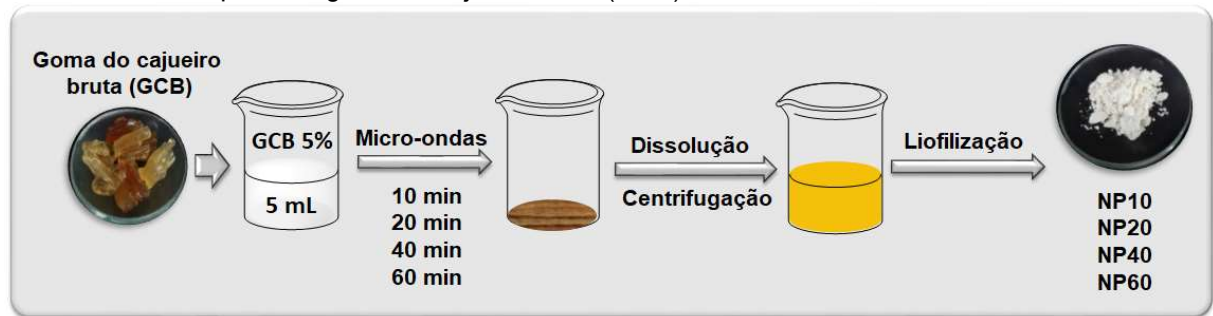 Goma do cajueiro
bruta (GCB)
GCB 5%
5 mL
Micro-ondas
10 min
20 min
40 min
60 min
Dissolução
Centrifugação
Liofilização
NP10
NP20
NP40
NP60